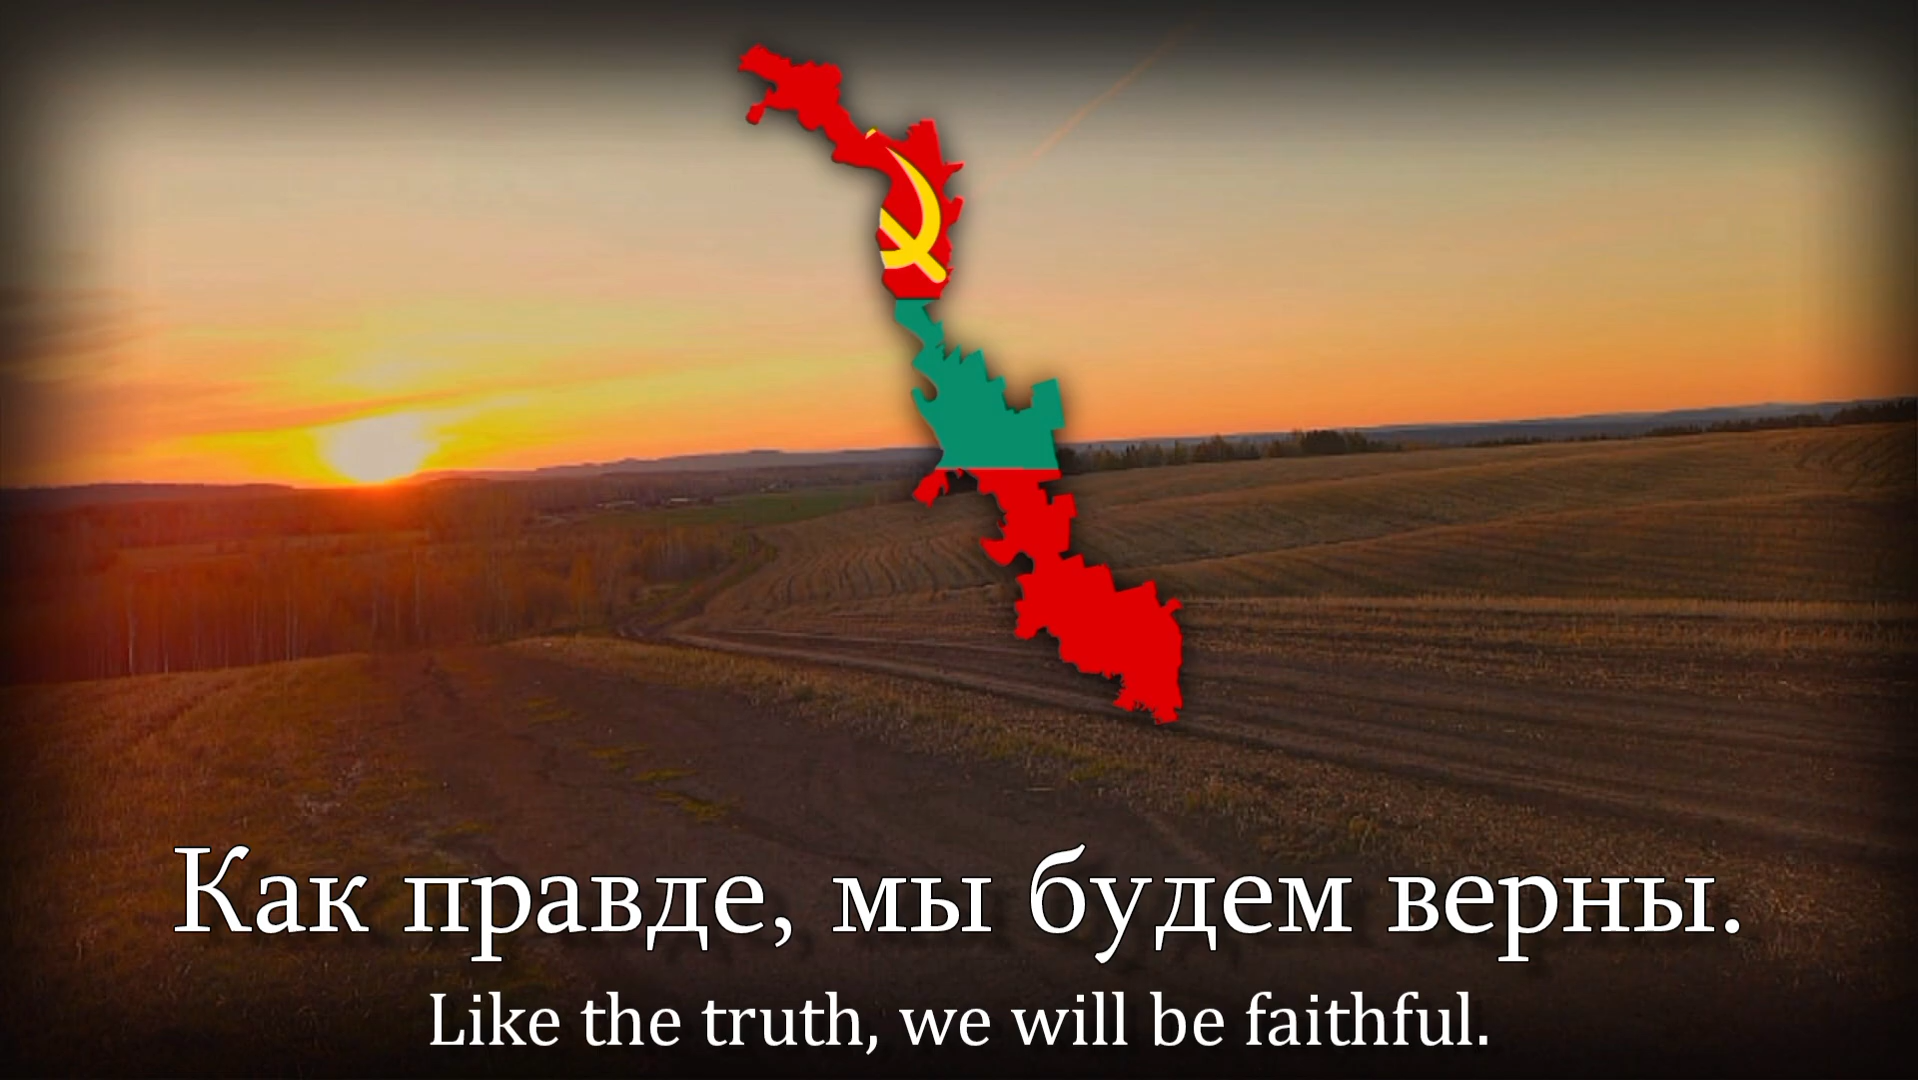 Как правде, мы будем верны.
Like the truth, we will be faithful.